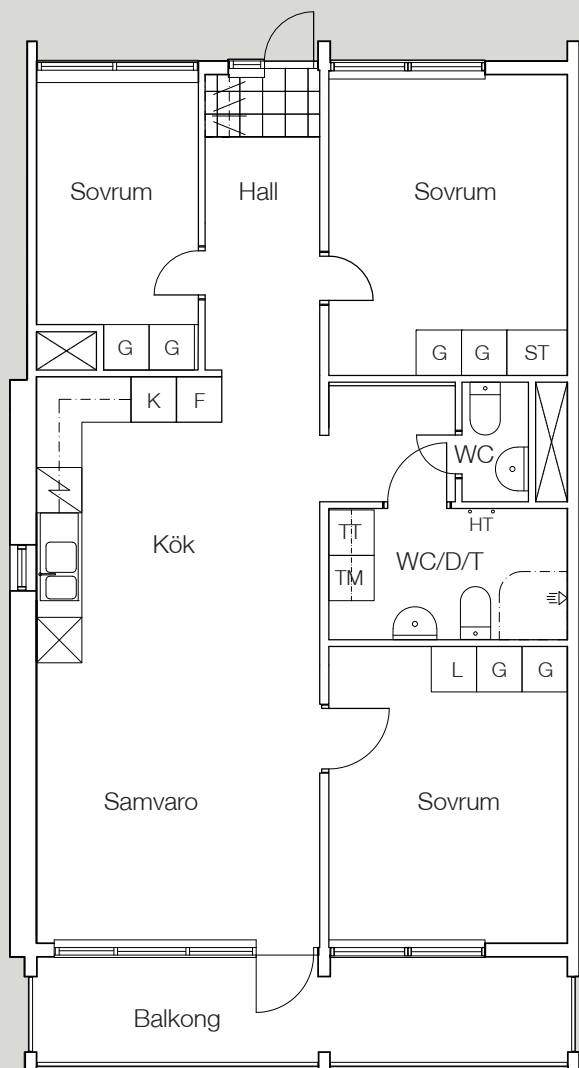 Sovrum
Hall
Sovrum
G G
G G ST
K F
WC
Kök
TT
HT
WC/D/T
TM
L G G
Samvaro
Sovrum
Balkong